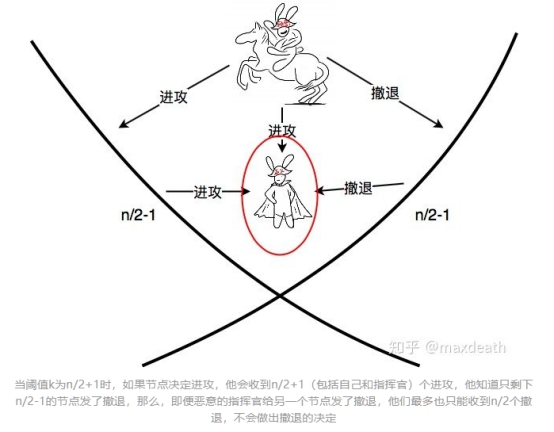 进攻
撤退
进攻
进攻
撤退
n/2-1
n/2-1
知乎 @maxdeath
当阈值k为n/2+1时，如果节点决定进攻，他会收到n/2+1（包括自己和指挥官）个进攻，他知道只剩下
n/2-1的节点发了撤退，那么，即便恶意的指挥官给另一个节点发了撤退，他们最多也只能收到n/2个撤
退，不会做出撤退的决定